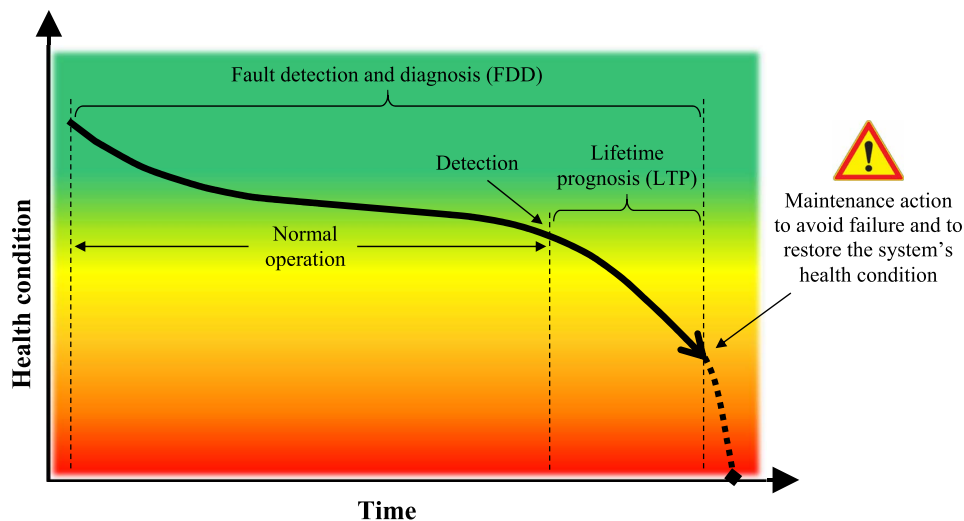 Fault detection and diagnosis (FDD)
Detection
Lifetime
prognosis (LTP)
Normal
operation
Maintenance action
to avoid failure and to
restore the system’s
health condition
Health condition
Time